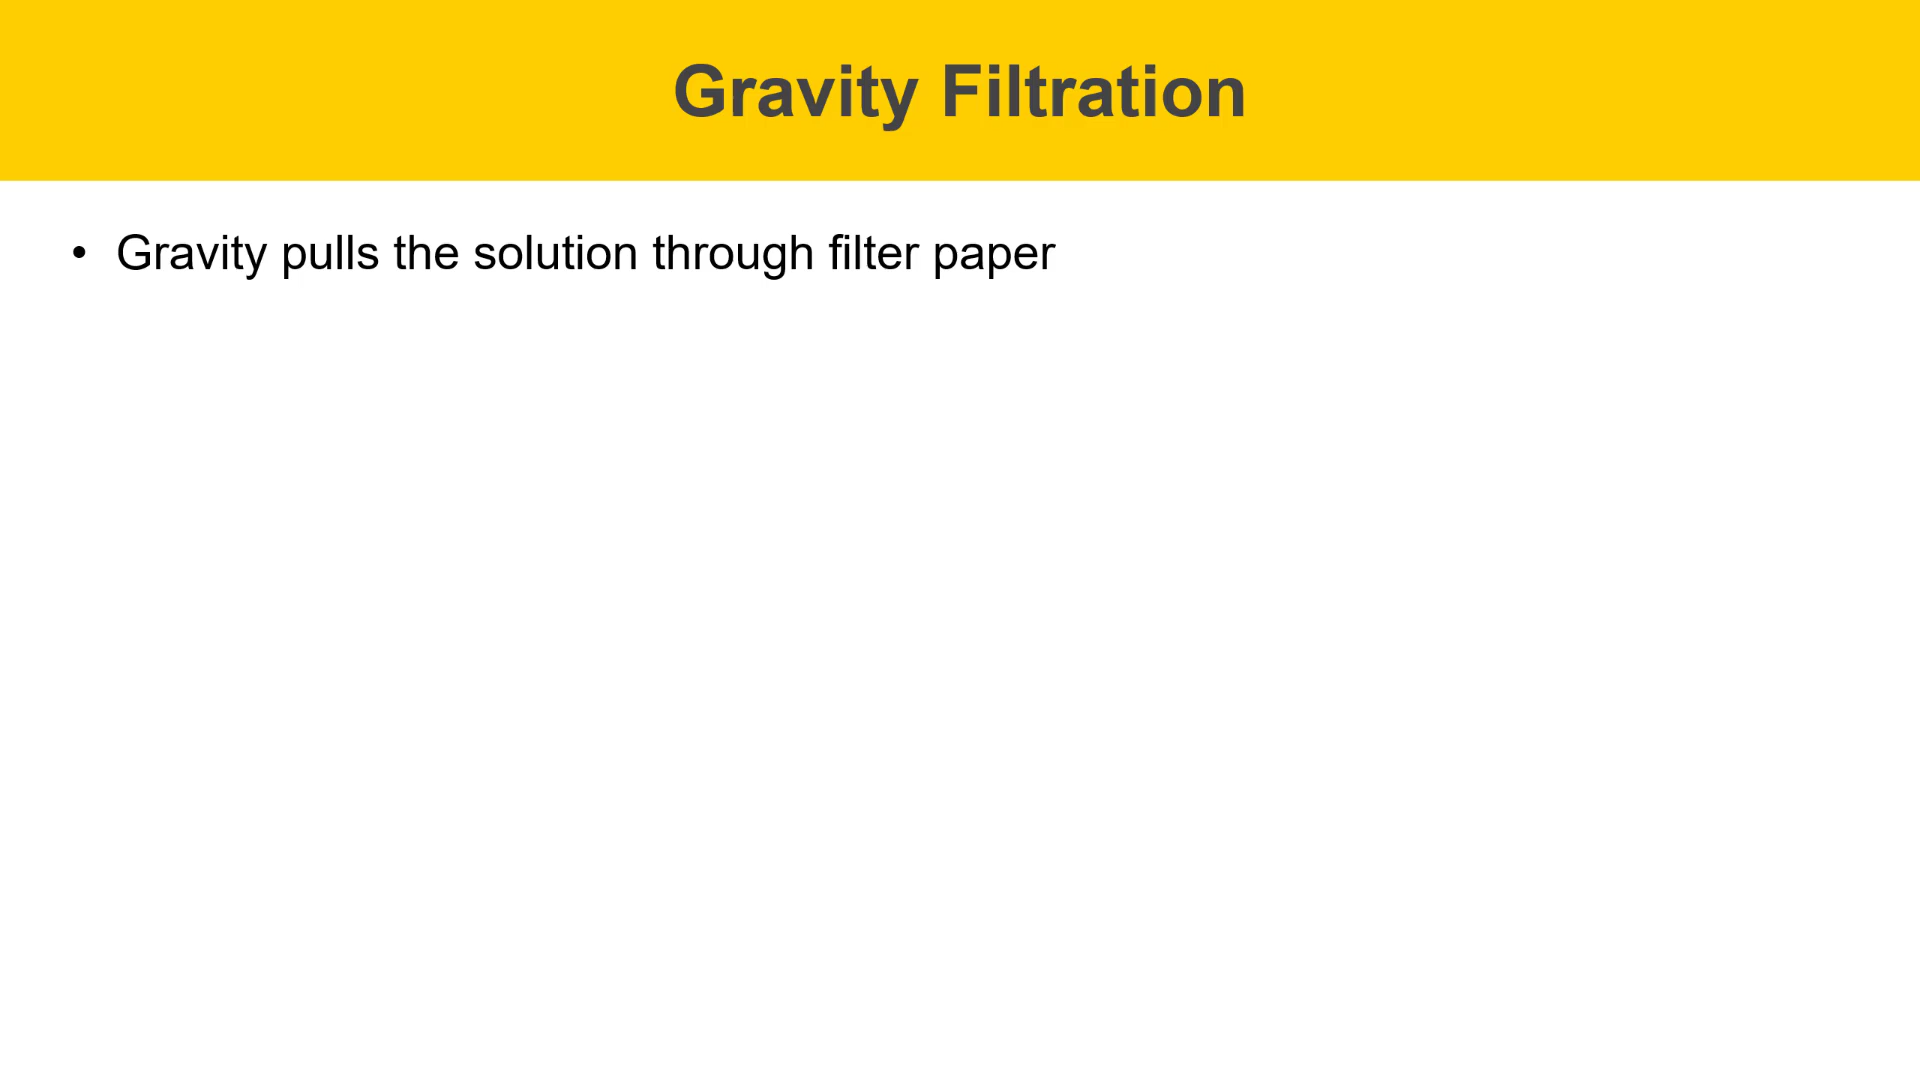 Gravity Filtration
• Gravity pulls the solution through filter paper